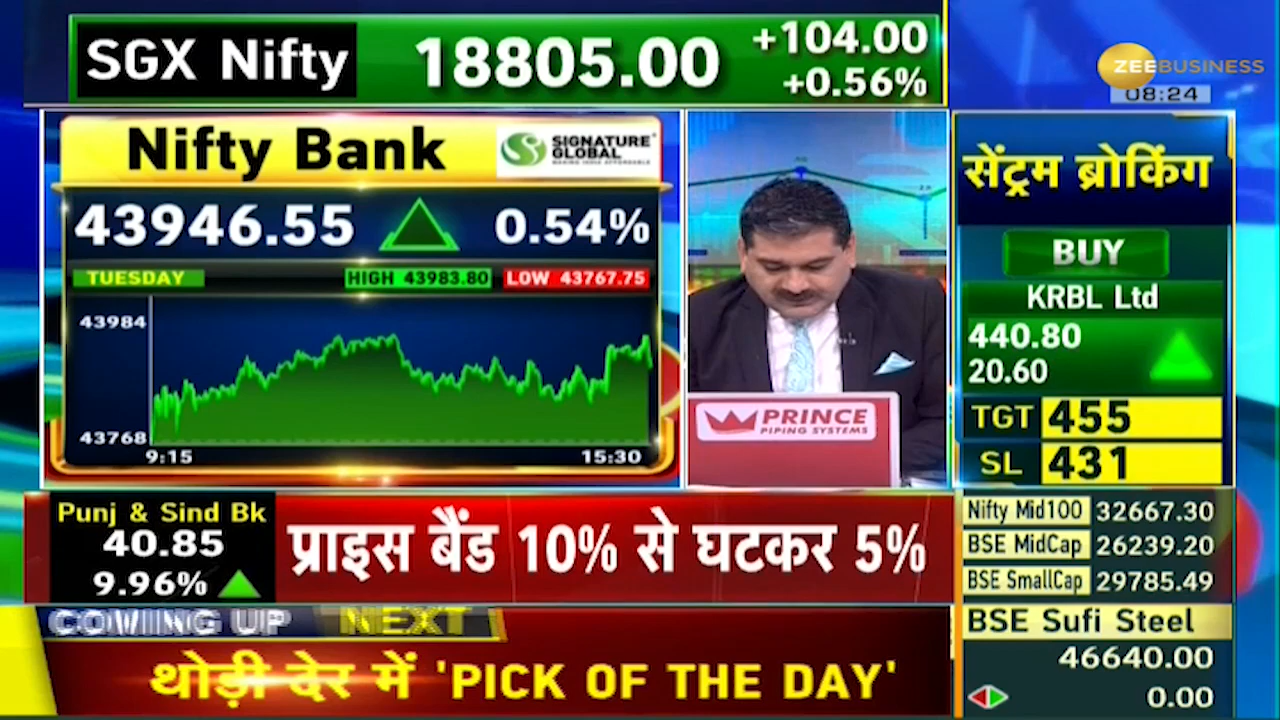 SGX Nifty
18805.00
+104.00
+0.56%
ZEEBUSINESS
08:24
Nifty Bank
SIGNATURE
GLOBAL
MAKING INDIA AFFORDABLE
43946.55
0.54%
TUESDAY
HIGH 43983.80
LOW 43767.75
43984
43768
9:15
15:30
PRINCE
PIPING SYSTEMS
सेंट्रम ब्रोकिंग
BUY
KRBL Ltd
440.80
20.60
TGT 455
SL 431
Punj & Sind Bk
40.85
9.96%
प्राइस बैंड 10% से घटकर 5%
Nifty Mid100 32667.30
BSE MidCap 26239.20
BSE SmallCap 29785.49
BSE Sufi Steel
46640.00
0.00
COMING UP NEXT
थोड़ी देर में 'PICK OF THE DAY'